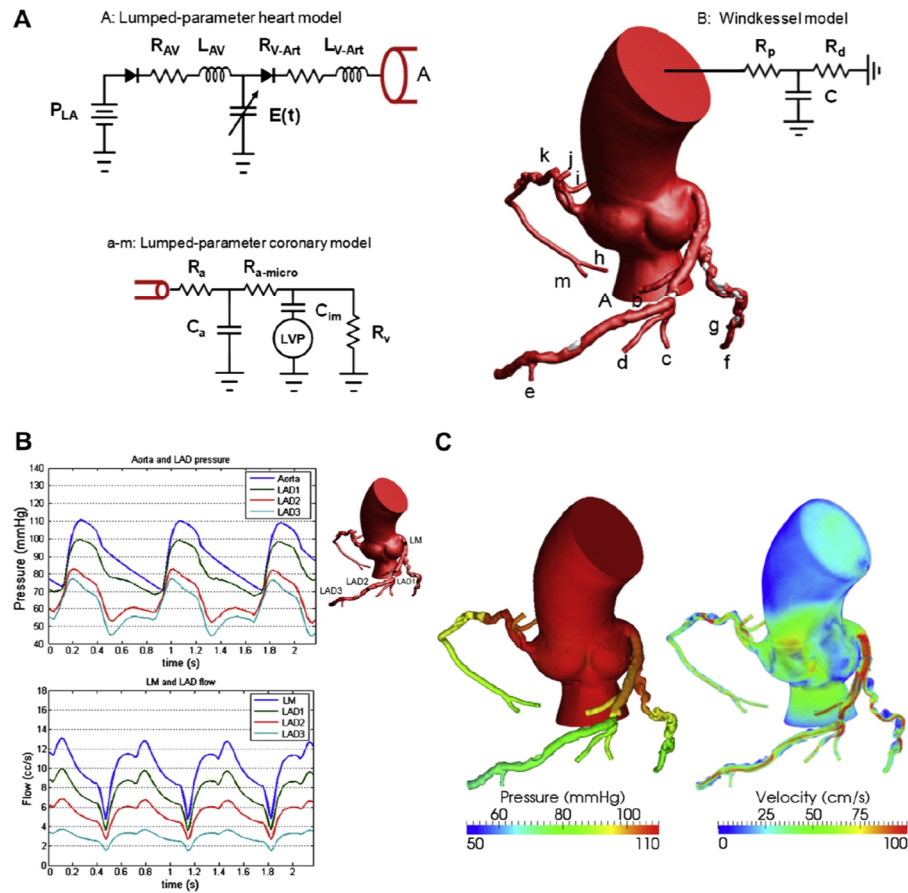 A
A: Lumped-parameter heart model
R_AV L_AV R_V-Art L_V-Art
A
P_LA
E(t)
B: Windkessel model
R_p R_d
C
a-m: Lumped-parameter coronary model
R_a R_a-micro
C_a
C_im
LVP
R_v
k j i
h
m
A b
g
d c f
e
B
Aorta and LAD pressure
Pressure (mmHg)
140
130
120
110
100
90
80
70
60
50
40
Aorta
LAD1
LAD2
LAD3
0 0.2 0.4 0.6 0.8 1 1.2 1.4 1.6 1.8 2
time (s)
LM
LAD2 LAD1
LAD3
LM and LAD flow
Flow (cc/s)
18
16
14
12
10
8
6
4
2
0
LM
LAD1
LAD2
LAD3
0 0.2 0.4 0.6 0.8 1 1.2 1.4 1.6 1.8 2
time (s)
C
Pressure (mmHg)
60 80 100
50 110
Velocity (cm/s)
25 50 75
0 100